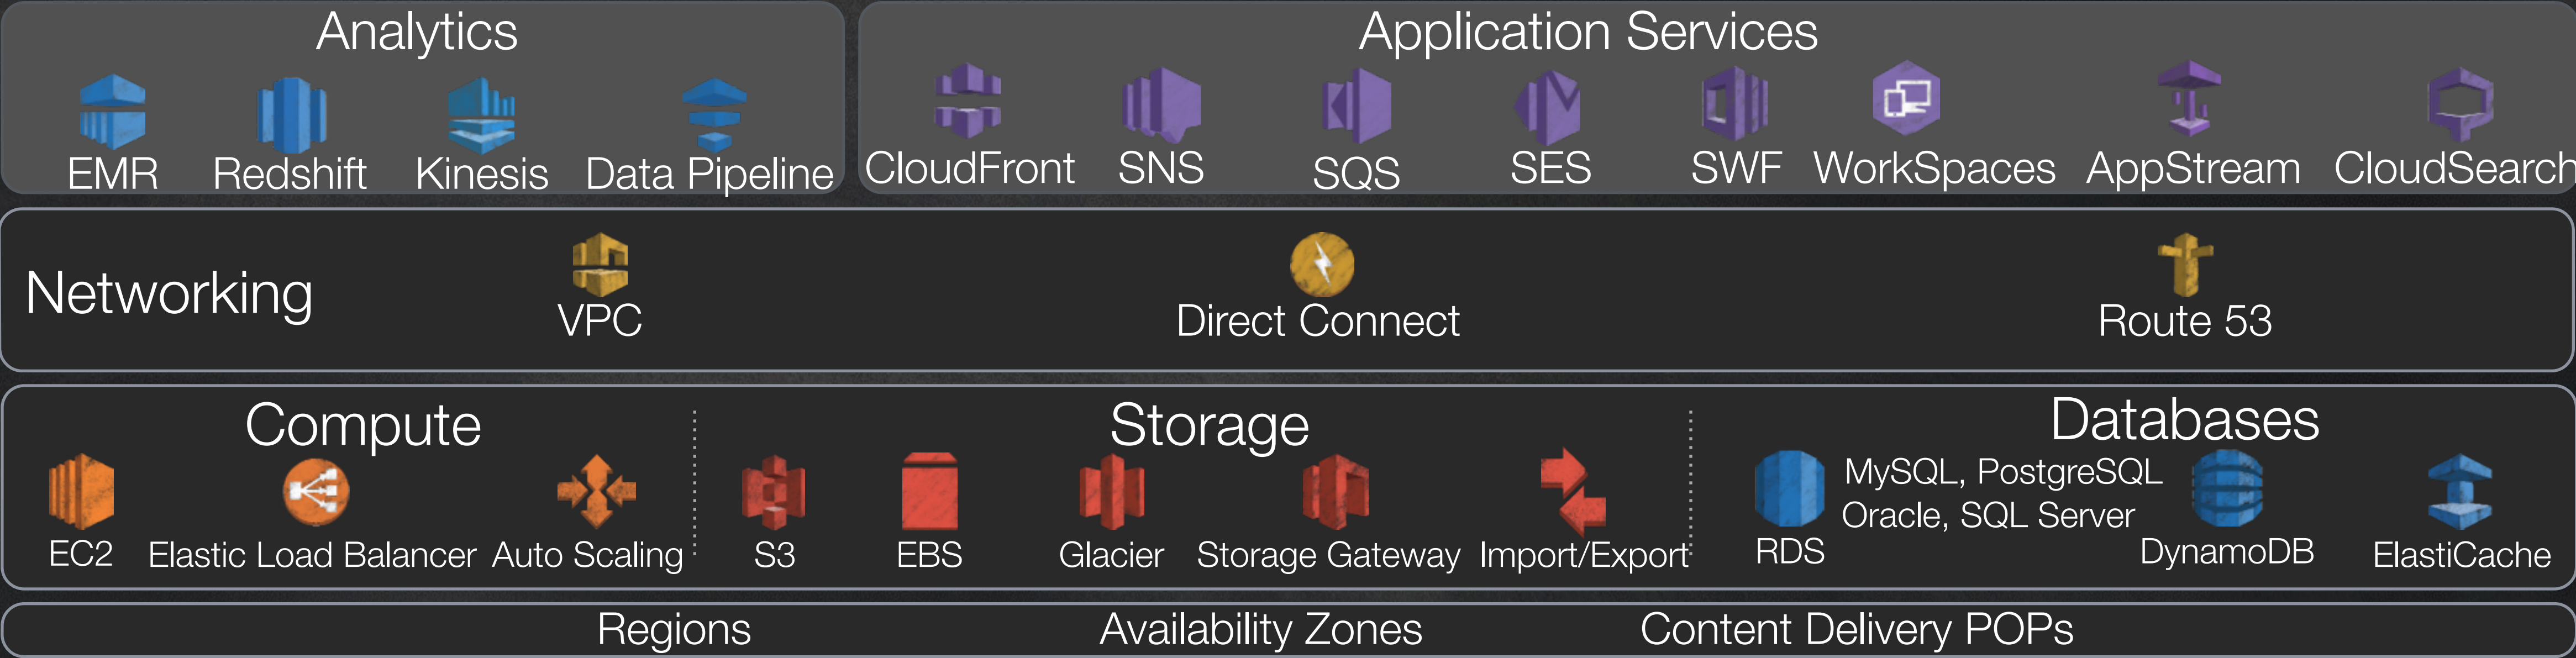 Analytics
EMR Redshift Kinesis Data Pipeline
Application Services
CloudFront SNS SQS SES SWF WorkSpaces AppStream CloudSearch
Networking
VPC Direct Connect Route 53
Compute
EC2 Elastic Load Balancer Auto Scaling
Storage
S3 EBS Glacier Storage Gateway Import/Export
Databases
MySQL, PostgreSQL
Oracle, SQL Server
RDS DynamoDB ElastiCache
Regions Availability Zones Content Delivery POPs